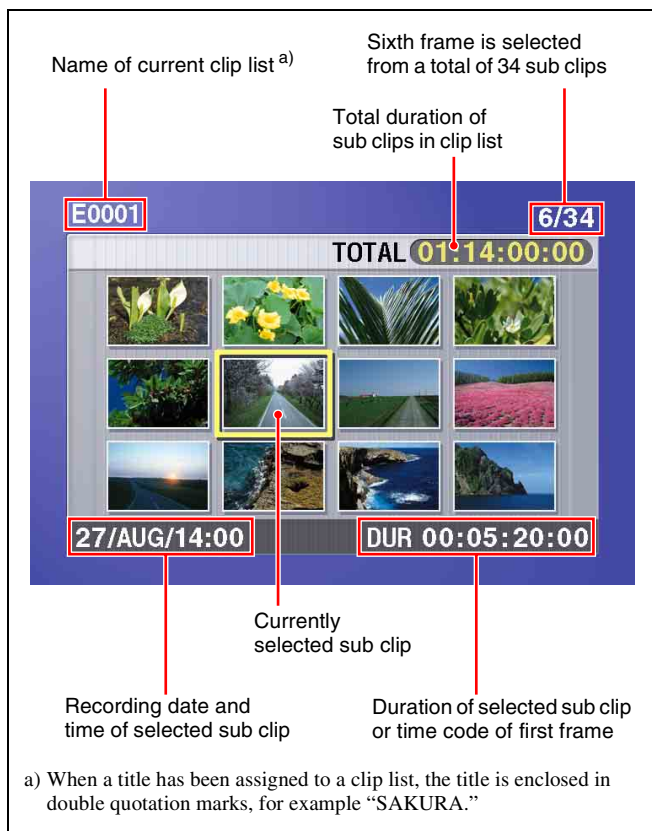 Name of current clip list a)
Sixth frame is selected
from a total of 34 sub clips
Total duration of
sub clips in clip list
E0001
6/34
TOTAL 01:14:00:00
27/AUG/14:00
DUR 00:05:20:00
Currently
selected sub clip
Recording date and
time of selected sub clip
Duration of selected sub clip
or time code of first frame
a) When a title has been assigned to a clip list, the title is enclosed in
double quotation marks, for example “SAKURA.”